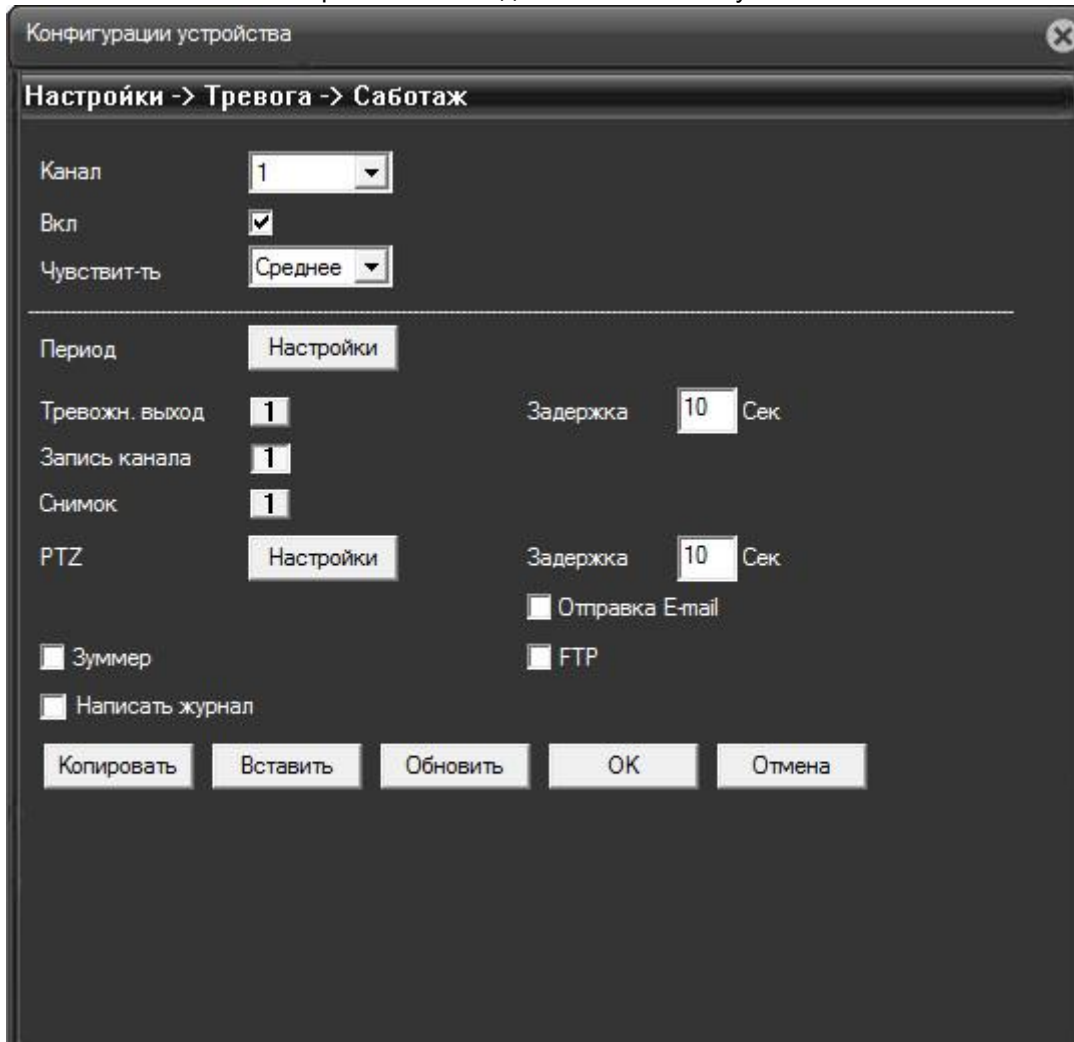 Конфигурации устройства
Настройки -> Тревога -> Саботаж
Канал 1
Вкл
Чувствит-ть Среднее
Период Настройки
Тревожн. выход 1 Задержка 10 Сек
Запись канала 1
Снимок 1
PTZ Настройки Задержка 10 Сек
Отправка E-mail
Зуммер FTP
Написать журнал
Копировать Вставить Обновить OK Отмена